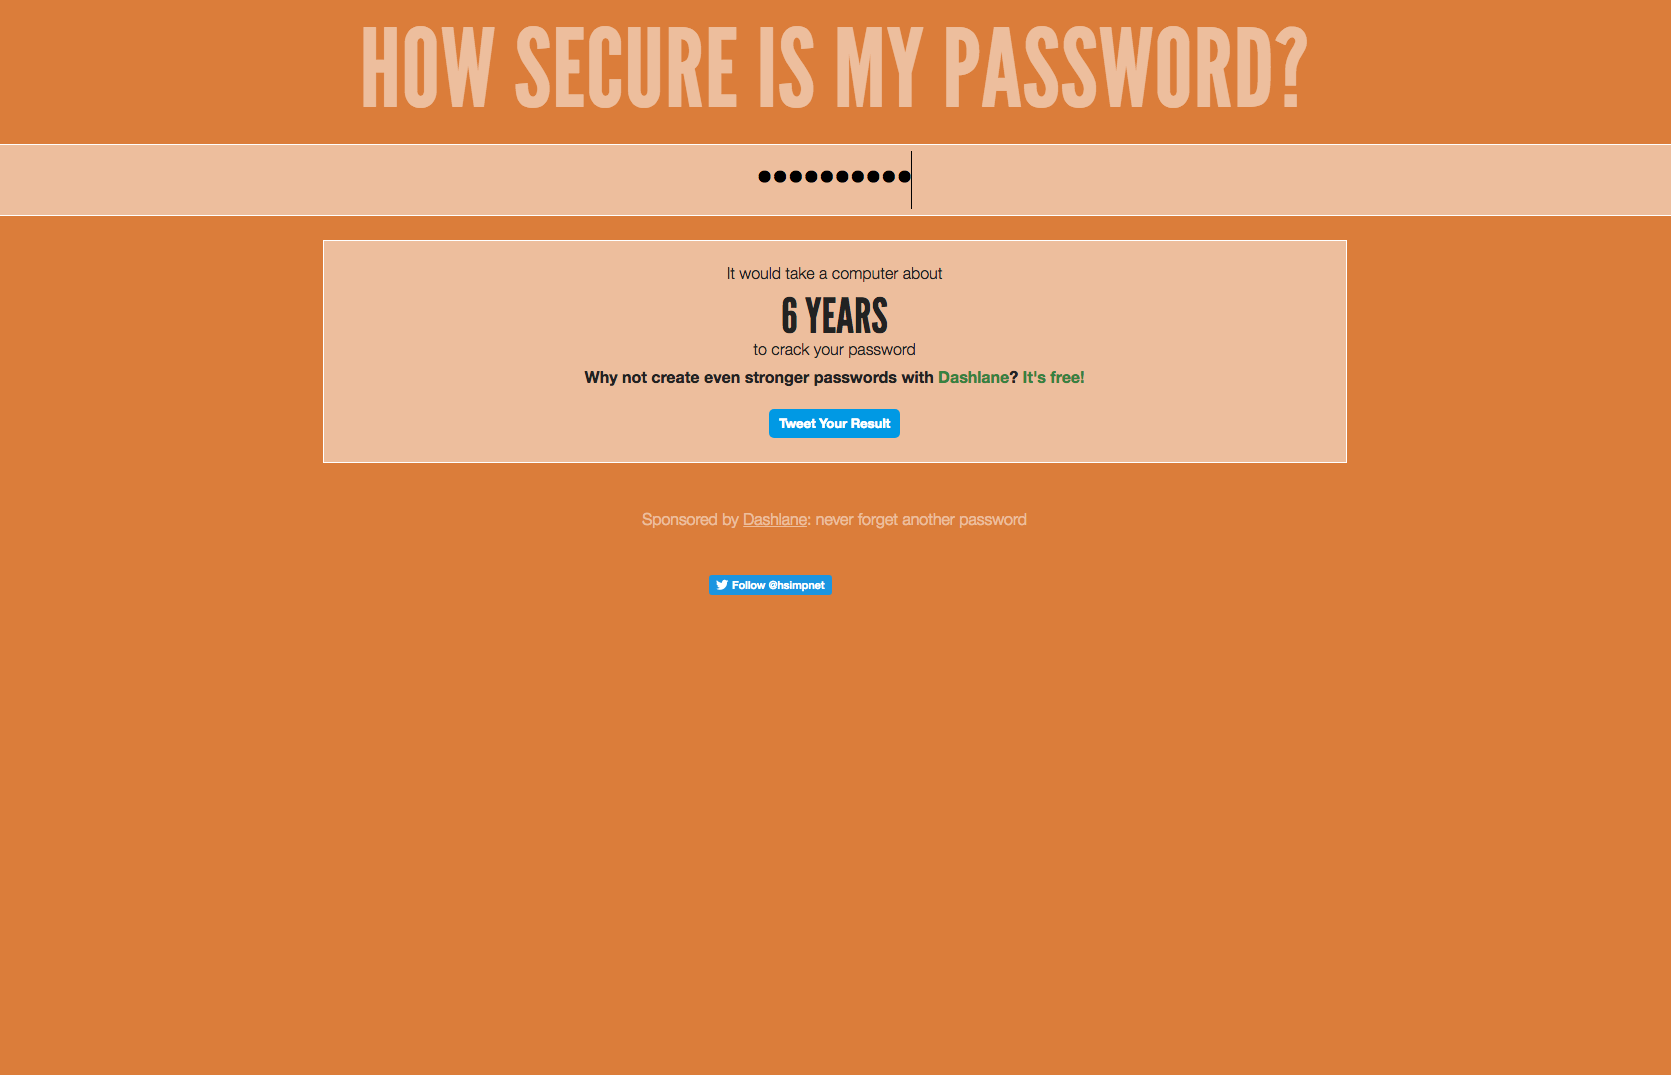 HOW SECURE IS MY PASSWORD?
••••••••••
It would take a computer about
6 YEARS
to crack your password
Why not create even stronger passwords with Dashlane? It's free!
Tweet Your Result
Sponsored by Dashlane: never forget another password
Follow @hsimpnet